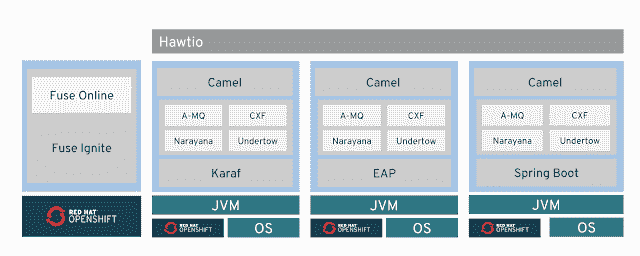 Hawtio
Fuse Online
Fuse Ignite
RED HAT
OPENSHIFT
Camel
A-MQ CXF
Narayana Undertow
Karaf
JVM
RED HAT
OPENSHIFT
OS
Camel
A-MQ CXF
Narayana Undertow
EAP
JVM
RED HAT
OPENSHIFT
OS
Camel
A-MQ CXF
Narayana Undertow
Spring Boot
JVM
RED HAT
OPENSHIFT
OS